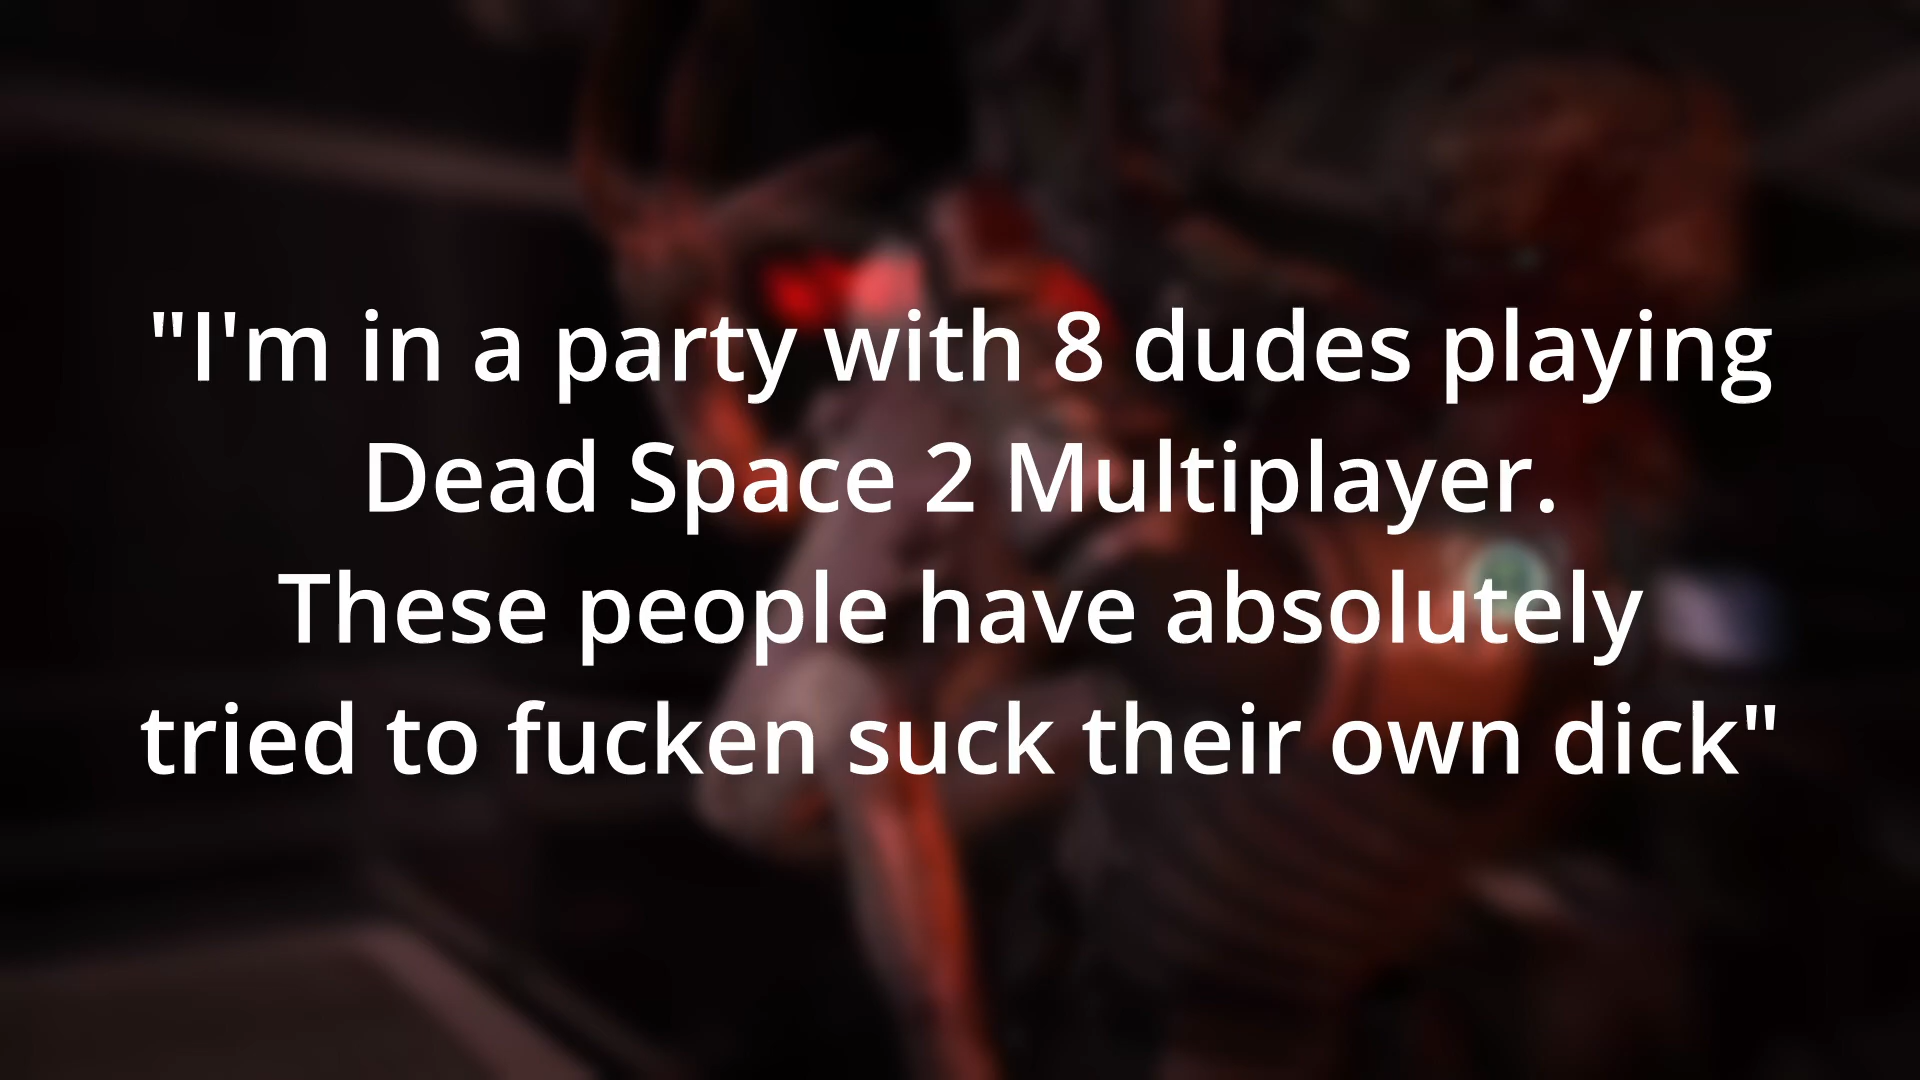 "I'm in a party with 8 dudes playing
Dead Space 2 Multiplayer.
These people have absolutely
tried to fucken suck their own dick"